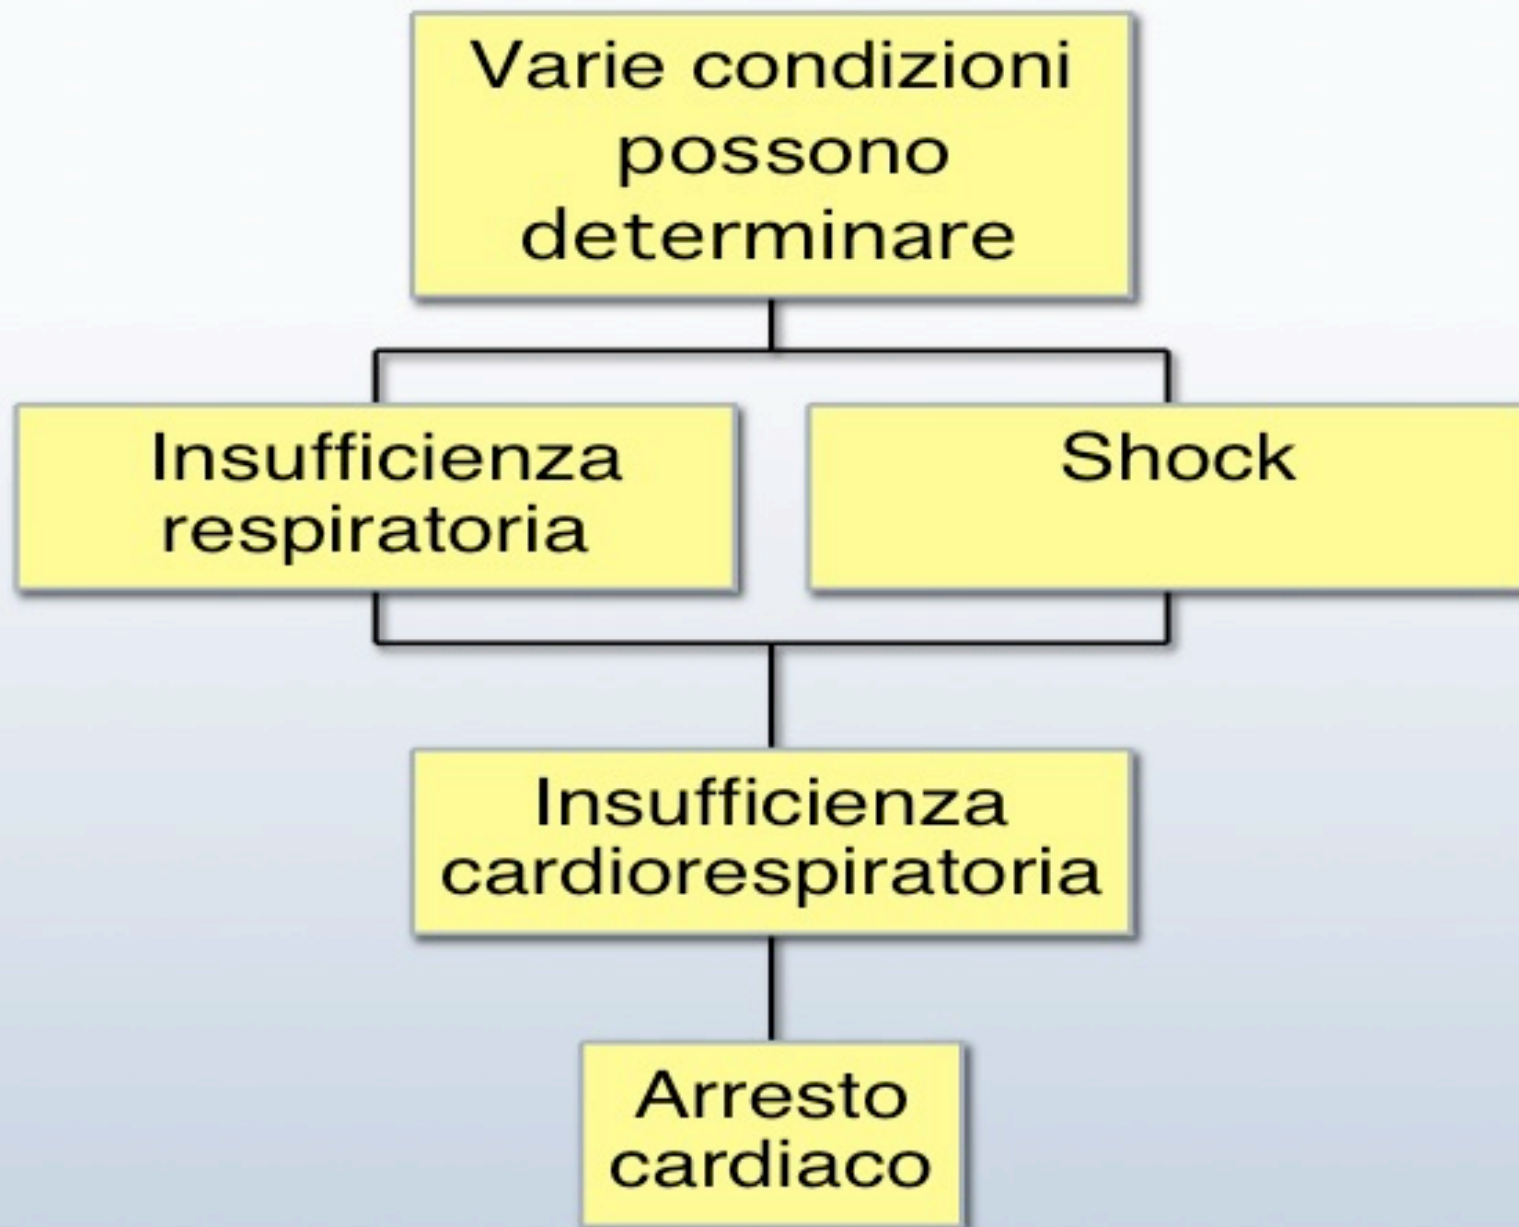 Varie condizioni
possono
determinare
Insufficienza
respiratoria
Shock
Insufficienza
cardiorespiratoria
Arresto
cardiaco